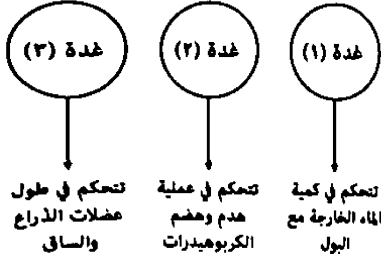 غدة (١)
غدة (٢)
غدة (٣)
تتحكم في كمية
الماء الخارجة مع
البول
تتحكم في عملية
هدم وهضم
الكربوهيدرات
تتحكم في طول
عضلات الذراع
والساق